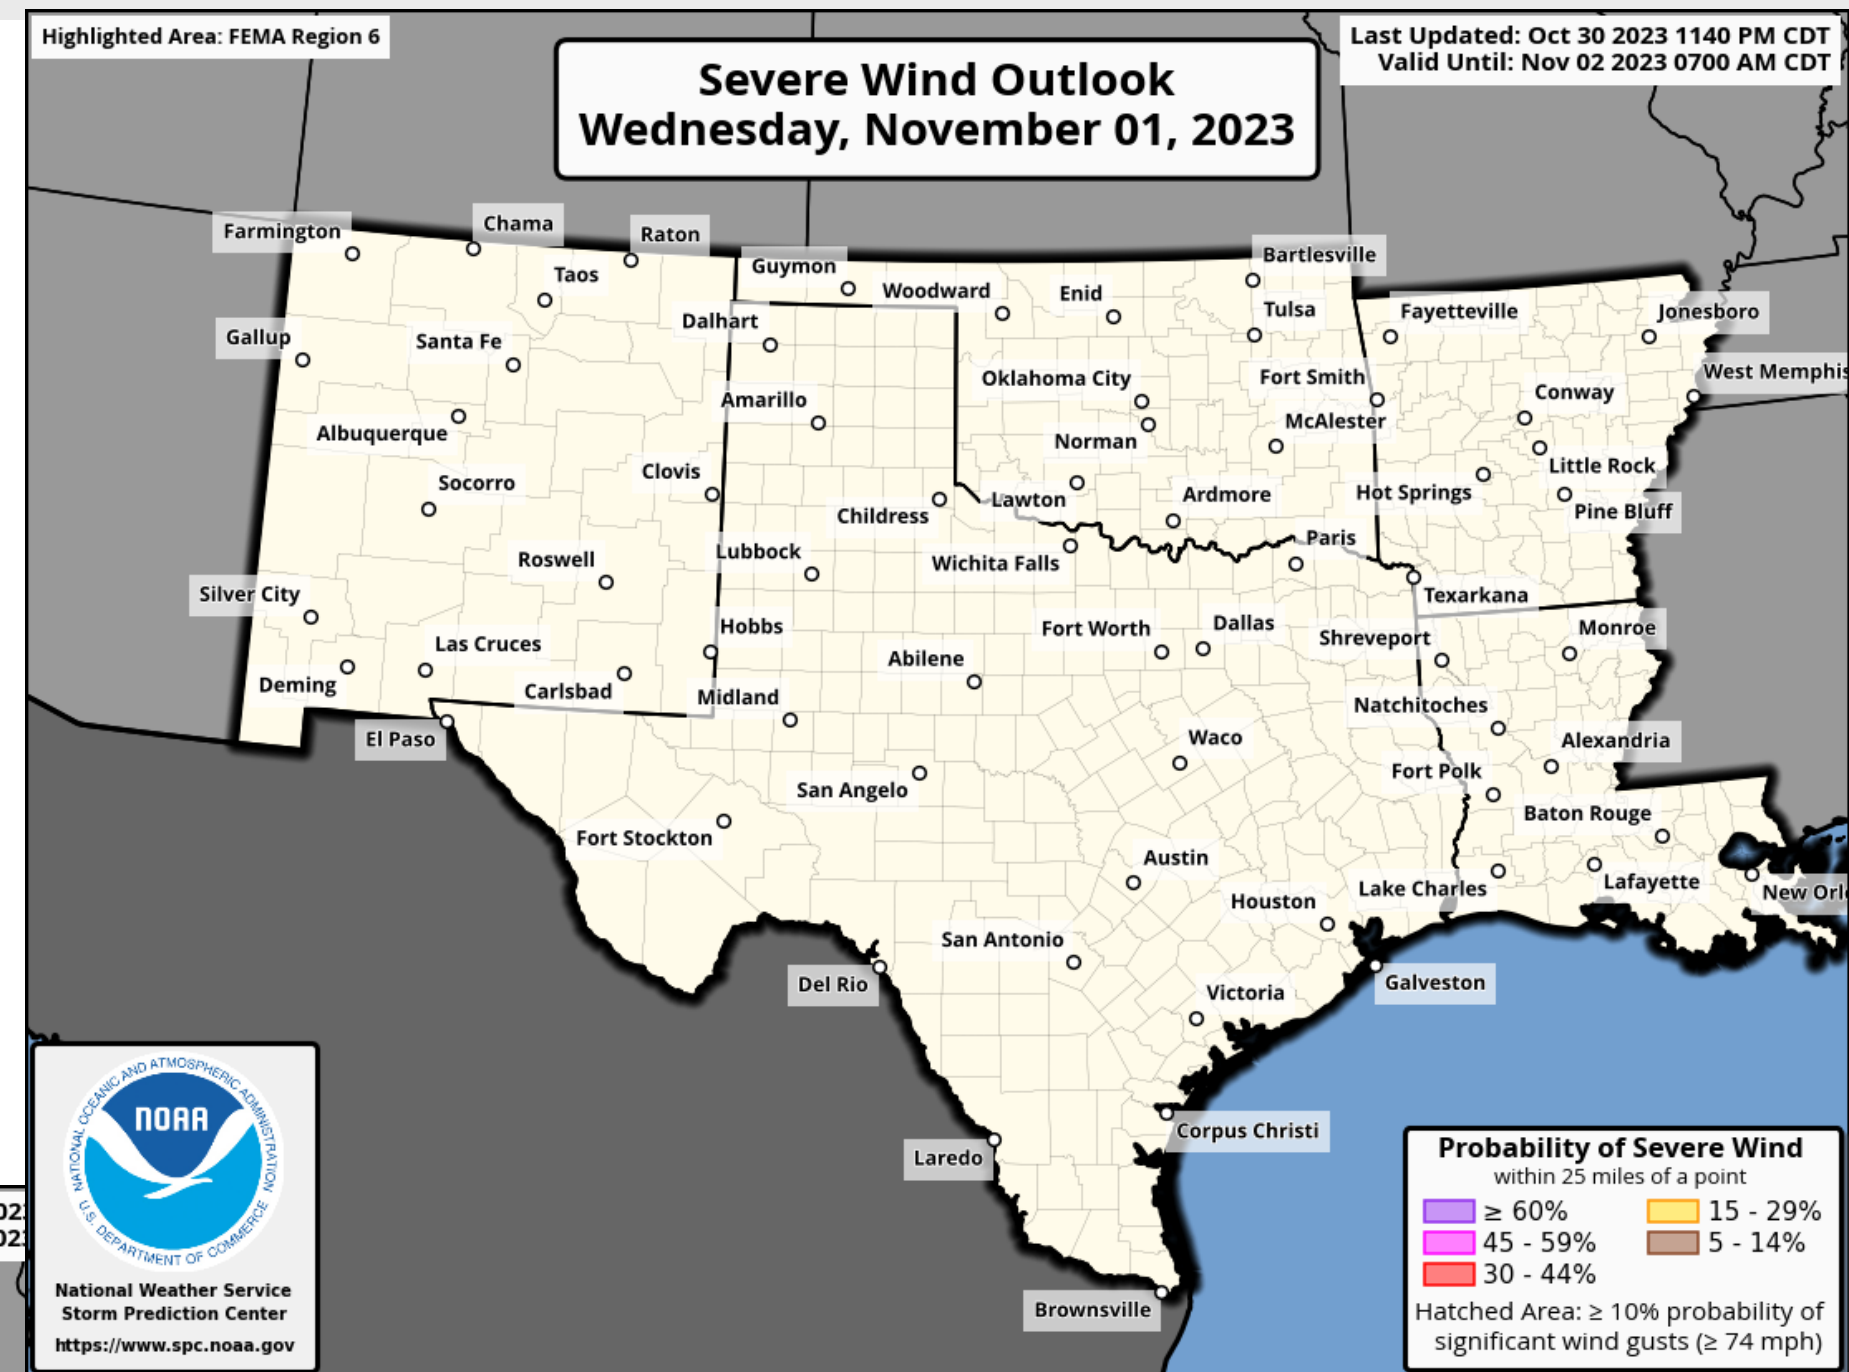 Highlighted Area: FEMA Region 6
Last Updated: Oct 30 2023 1140 PM CDT
Valid Until: Nov 02 2023 0700 AM CDT
Severe Wind Outlook
Wednesday, November 01, 2023
Farmington
Chama
Raton
Taos
Guymon
Woodward
Enid
Bartlesville
Tulsa
Fayetteville
Jonesboro
Gallup
Santa Fe
Dalhart
Oklahoma City
Fort Smith
Conway
West Memphis
Albuquerque
Amarillo
Norman
McAlester
Little Rock
Socorro
Clovis
Childress
Lawton
Ardmore
Hot Springs
Pine Bluff
Roswell
Lubbock
Wichita Falls
Paris
Texarkana
Silver City
Las Cruces
Hobbs
Abilene
Fort Worth
Dallas
Shreveport
Monroe
Deming
Carlsbad
Midland
El Paso
Natchitoches
Alexandria
San Angelo
Waco
Fort Polk
Fort Stockton
Baton Rouge
Austin
Houston
Lake Charles
Lafayette
New Orl
San Antonio
Del Rio
Victoria
Galveston
Laredo
Corpus Christi
Brownsville
NATIONAL OCEANIC AND ATMOSPHERIC ADMINISTRATION
NOAA
U.S. DEPARTMENT OF COMMERCE
National Weather Service
Storm Prediction Center
https://www.spc.noaa.gov
Probability of Severe Wind
within 25 miles of a point
≥ 60%
15 - 29%
45 - 59%
5 - 14%
30 - 44%
Hatched Area: ≥ 10% probability of
significant wind gusts (≥ 74 mph)